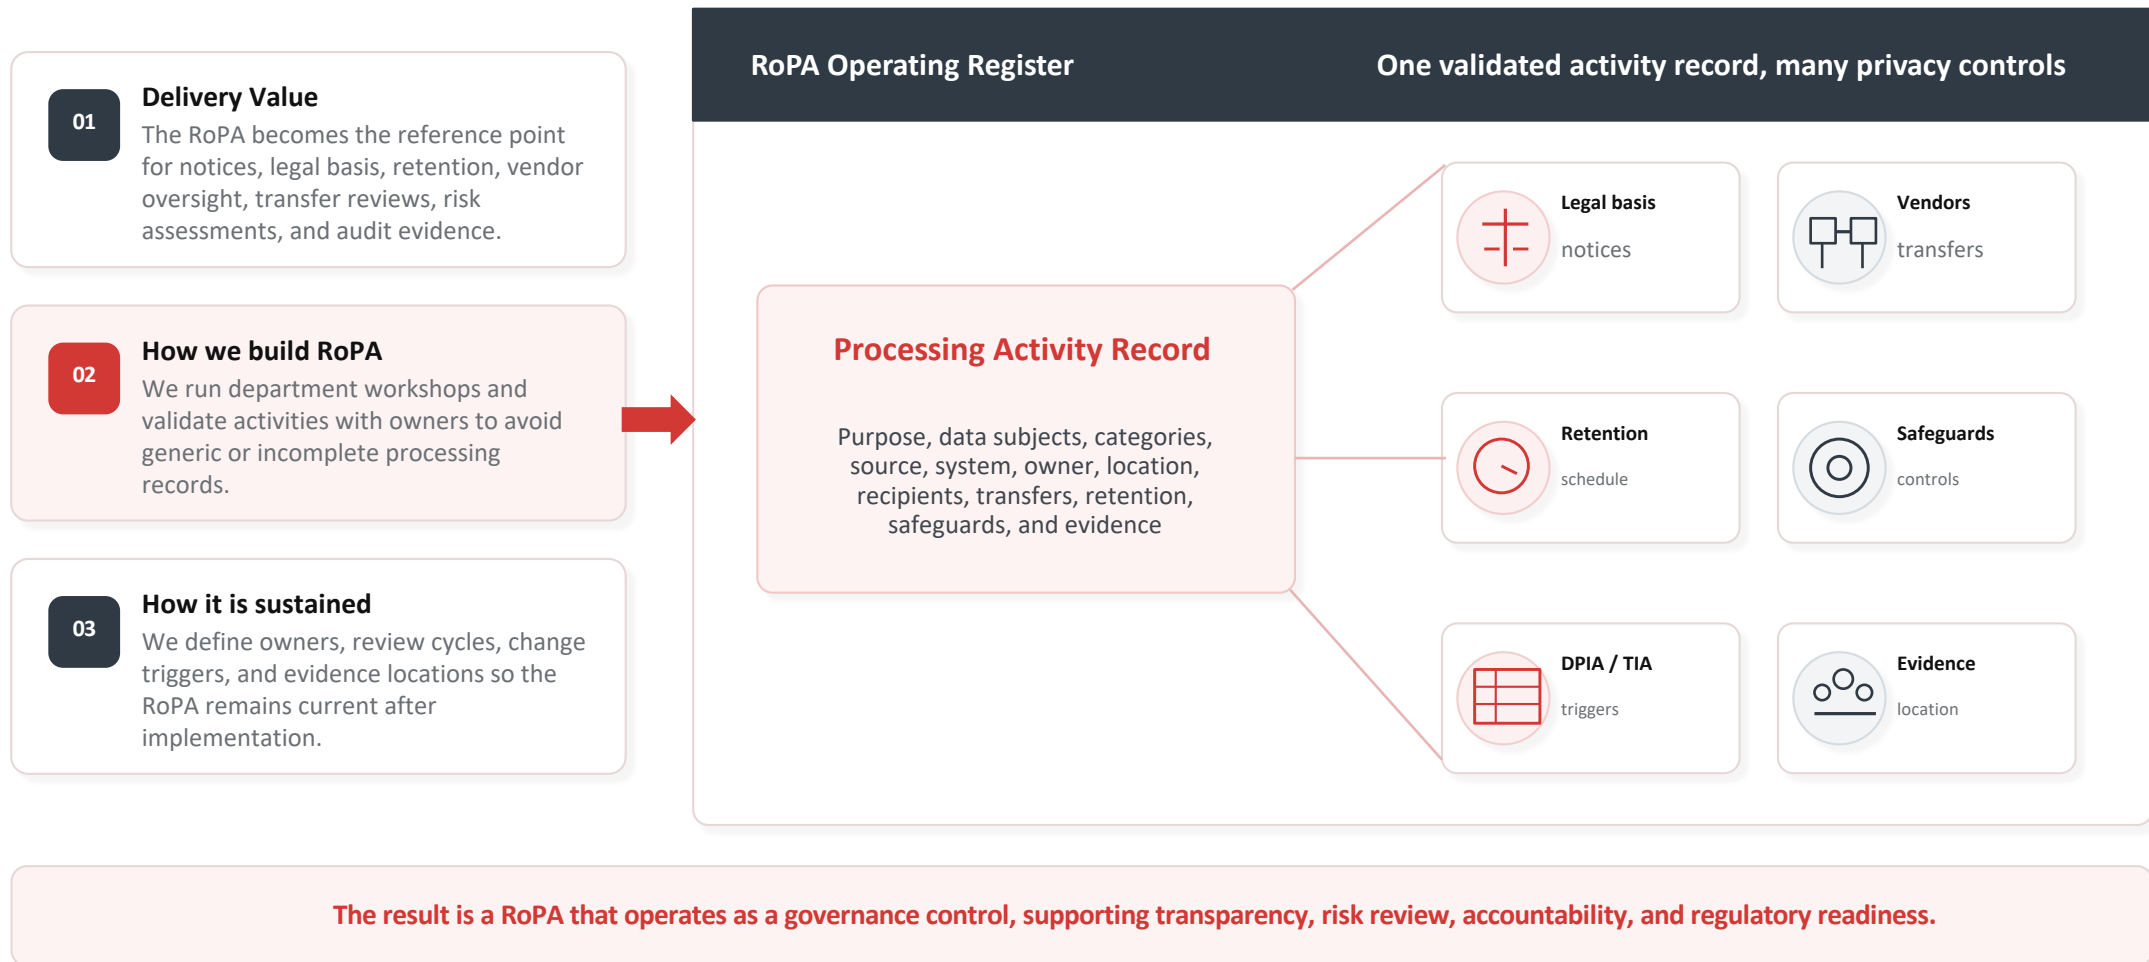 01
Delivery Value
The RoPA becomes the reference point
for notices, legal basis, retention, vendor
oversight, transfer reviews, risk
assessments, and audit evidence.
02
How we build RoPA
We run department workshops and
validate activities with owners to avoid
generic or incomplete processing
records.
03
How it is sustained
We define owners, review cycles, change
triggers, and evidence locations so the
RoPA remains current after
implementation.
RoPA Operating Register
One validated activity record, many privacy controls
Processing Activity Record
Purpose, data subjects, categories,
source, system, owner, location,
recipients, transfers, retention,
safeguards, and evidence
Legal basis
notices
Vendors
transfers
Retention
schedule
Safeguards
controls
DPIA / TIA
triggers
Evidence
location
The result is a RoPA that operates as a governance control, supporting transparency, risk review, accountability, and regulatory readiness.